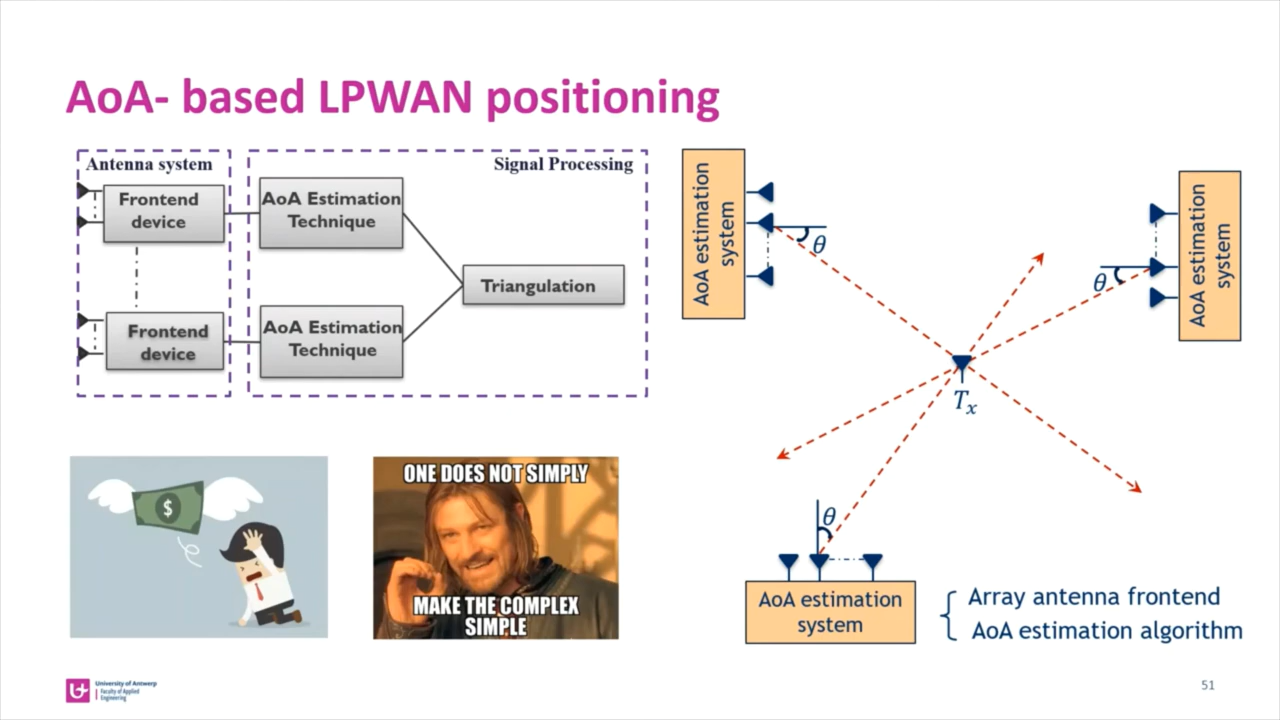 AoA- based LPWAN positioning
Antenna system
Signal Processing
Frontend
device
AoA Estimation
Technique
Triangulation
Frontend
device
AoA Estimation
Technique
AoA estimation
system
θ
θ
AoA estimation
system
Tₓ
θ
AoA estimation
system
Array antenna frontend
AoA estimation algorithm
$
ONE DOES NOT SIMPLY
MAKE THE COMPLEX
SIMPLE
University of Antwerp
Faculty of Applied
Engineering
51